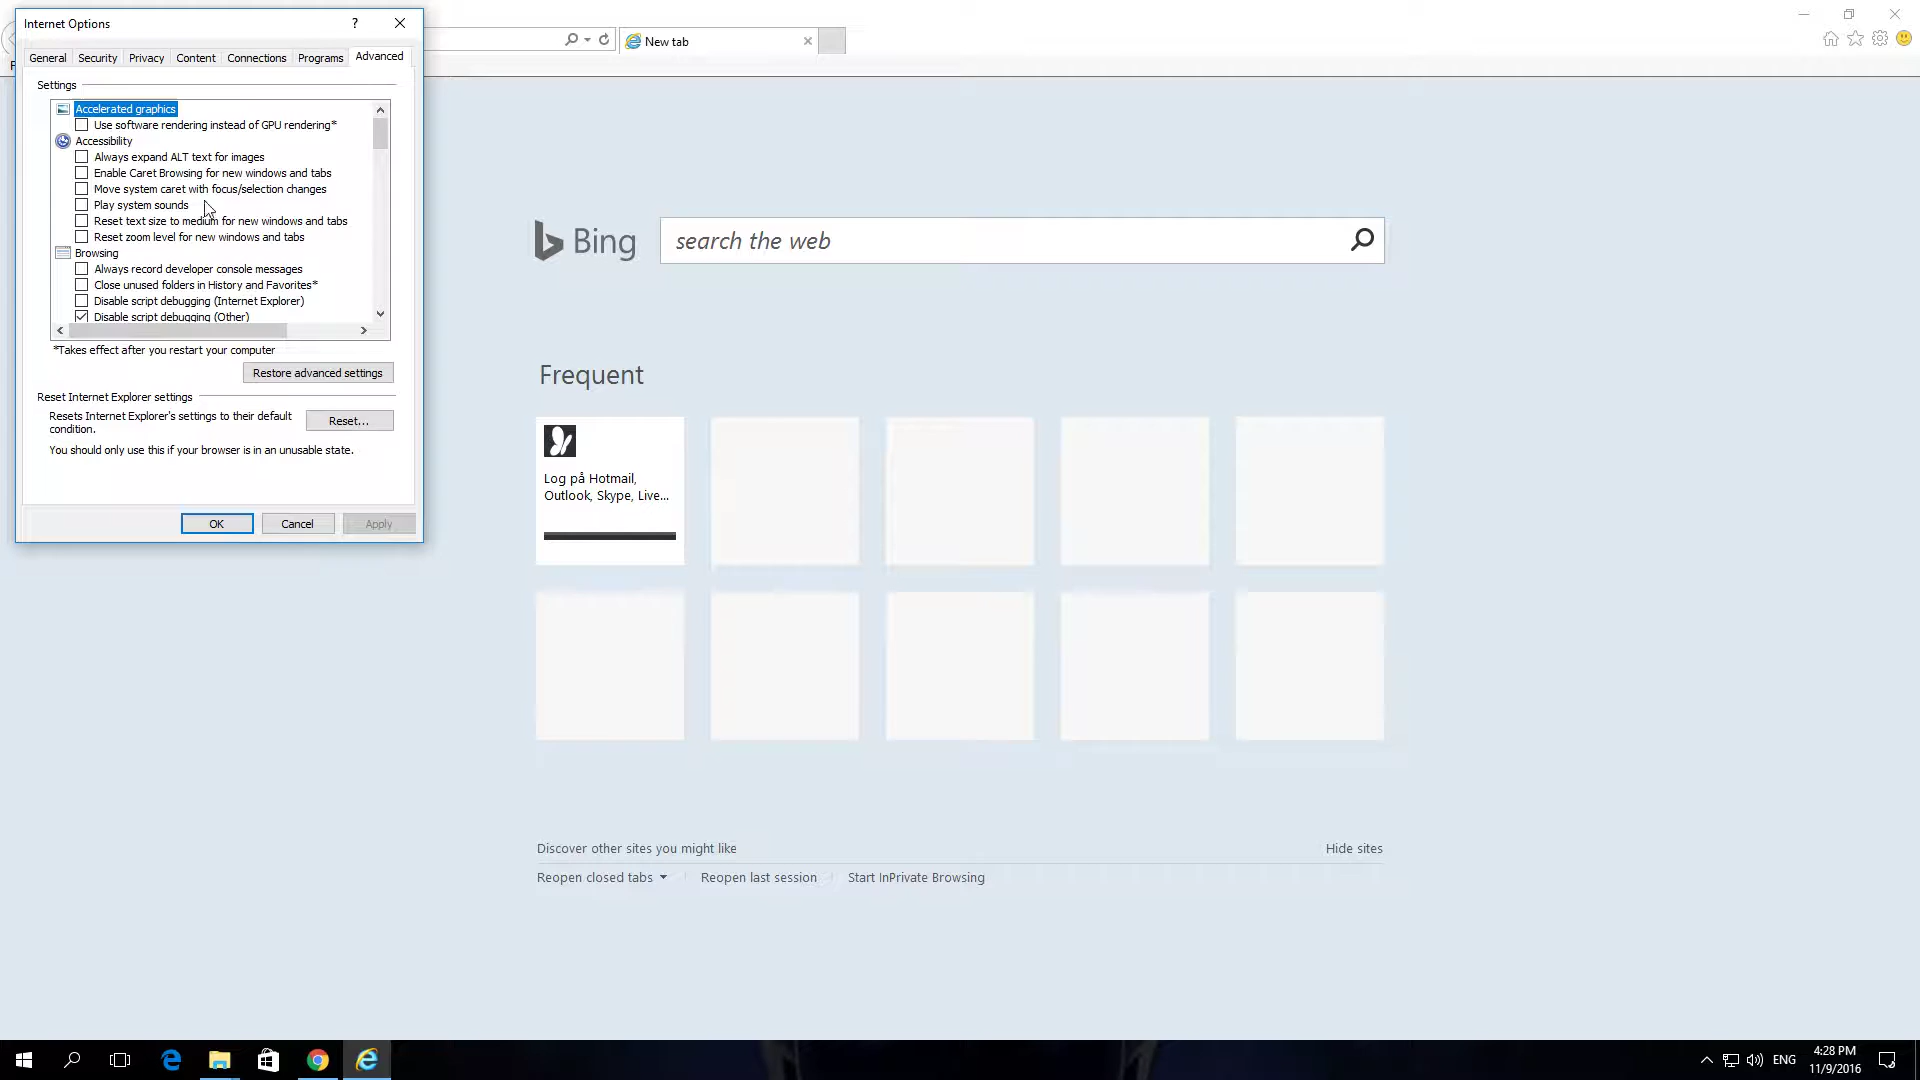 Internet Options
?
General Security Privacy Content Connections Programs Advanced
Settings
Accelerated graphics
Use software rendering instead of GPU rendering*
Accessibility
Always expand ALT text for images
Enable Caret Browsing for new windows and tabs
Move system caret with focus/selection changes
Play system sounds
Reset text size to medium for new windows and tabs
Reset zoom level for new windows and tabs
Browsing
Always record developer console messages
Close unused folders in History and Favorites*
Disable script debugging (Internet Explorer)
Disable script debugging (Other)
*Takes effect after you restart your computer
Restore advanced settings
Reset Internet Explorer settings
Resets Internet Explorer's settings to their default
condition.
Reset...
You should only use this if your browser is in an unusable state.
OK Cancel Apply
New tab
Bing
search the web
Frequent
Log på Hotmail,
Outlook, Skype, Live...
Discover other sites you might like
Hide sites
Reopen closed tabs
Reopen last session
Start InPrivate Browsing
ENG
4:28 PM
11/9/2016